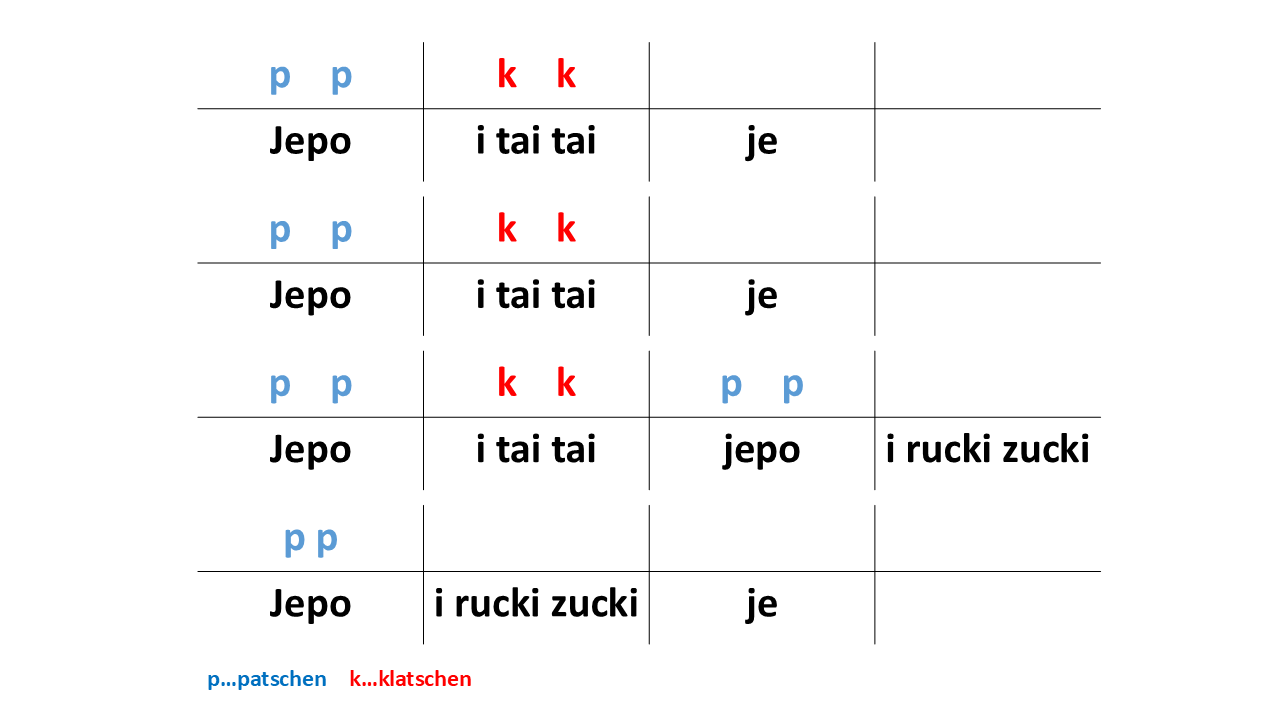 p p k k
Jepo i tai tai je
p p k k
Jepo i tai tai je
p p k k p p
Jepo i tai tai jepo i rucki zucki
p p
Jepo i rucki zucki je
p...patschen k...klatschen